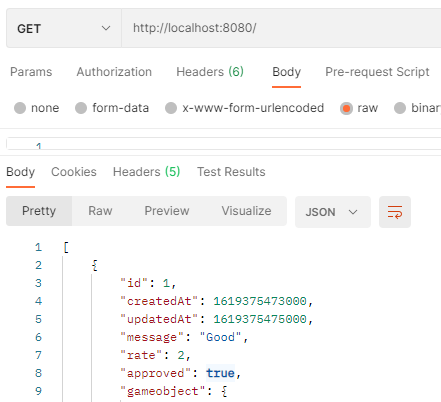 GET http://localhost:8080/
Params Authorization Headers (6) Body Pre-request Script
none form-data x-www-form-urlencoded raw binary
1
Body Cookies Headers (5) Test Results
Pretty Raw Preview Visualize JSON
1 [
2 {
3 "id": 1,
4 "createdAt": 1619375473000,
5 "updatedAt": 1619375475000,
6 "message": "Good",
7 "rate": 2,
8 "approved": true,
9 "gameobject": {